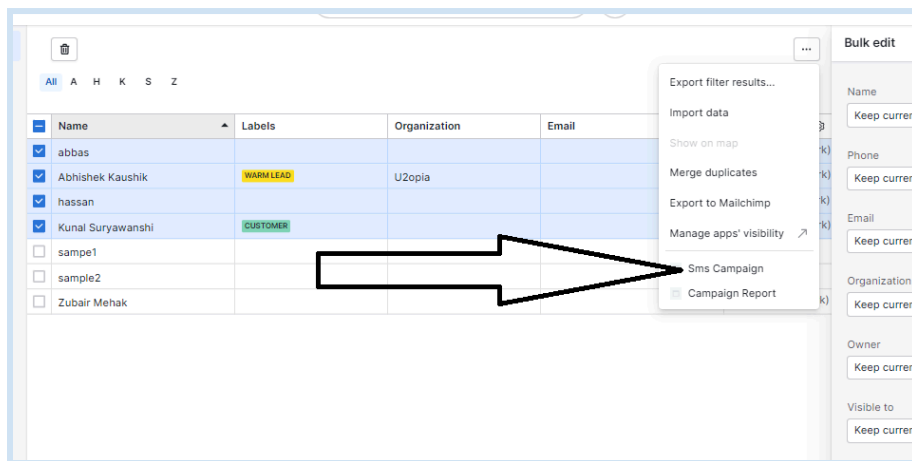 Bulk edit
...
All A H K S Z
Export filter results...
Import data
Show on map
Merge duplicates
Export to Mailchimp
Manage apps' visibility
Sms Campaign
Campaign Report
Name Labels Organization Email
abbas
Abhishek Kaushik WARM LEAD U2opia
hassan
Kunal Suryawanshi CUSTOMER
sampe1
sample2
Zubair Mehak
k)
k)
k)
k)
k)
Name
Keep curren
Phone
Keep curren
Email
Keep curren
Organization
Keep curren
Owner
Keep curren
Visible to
Keep curren